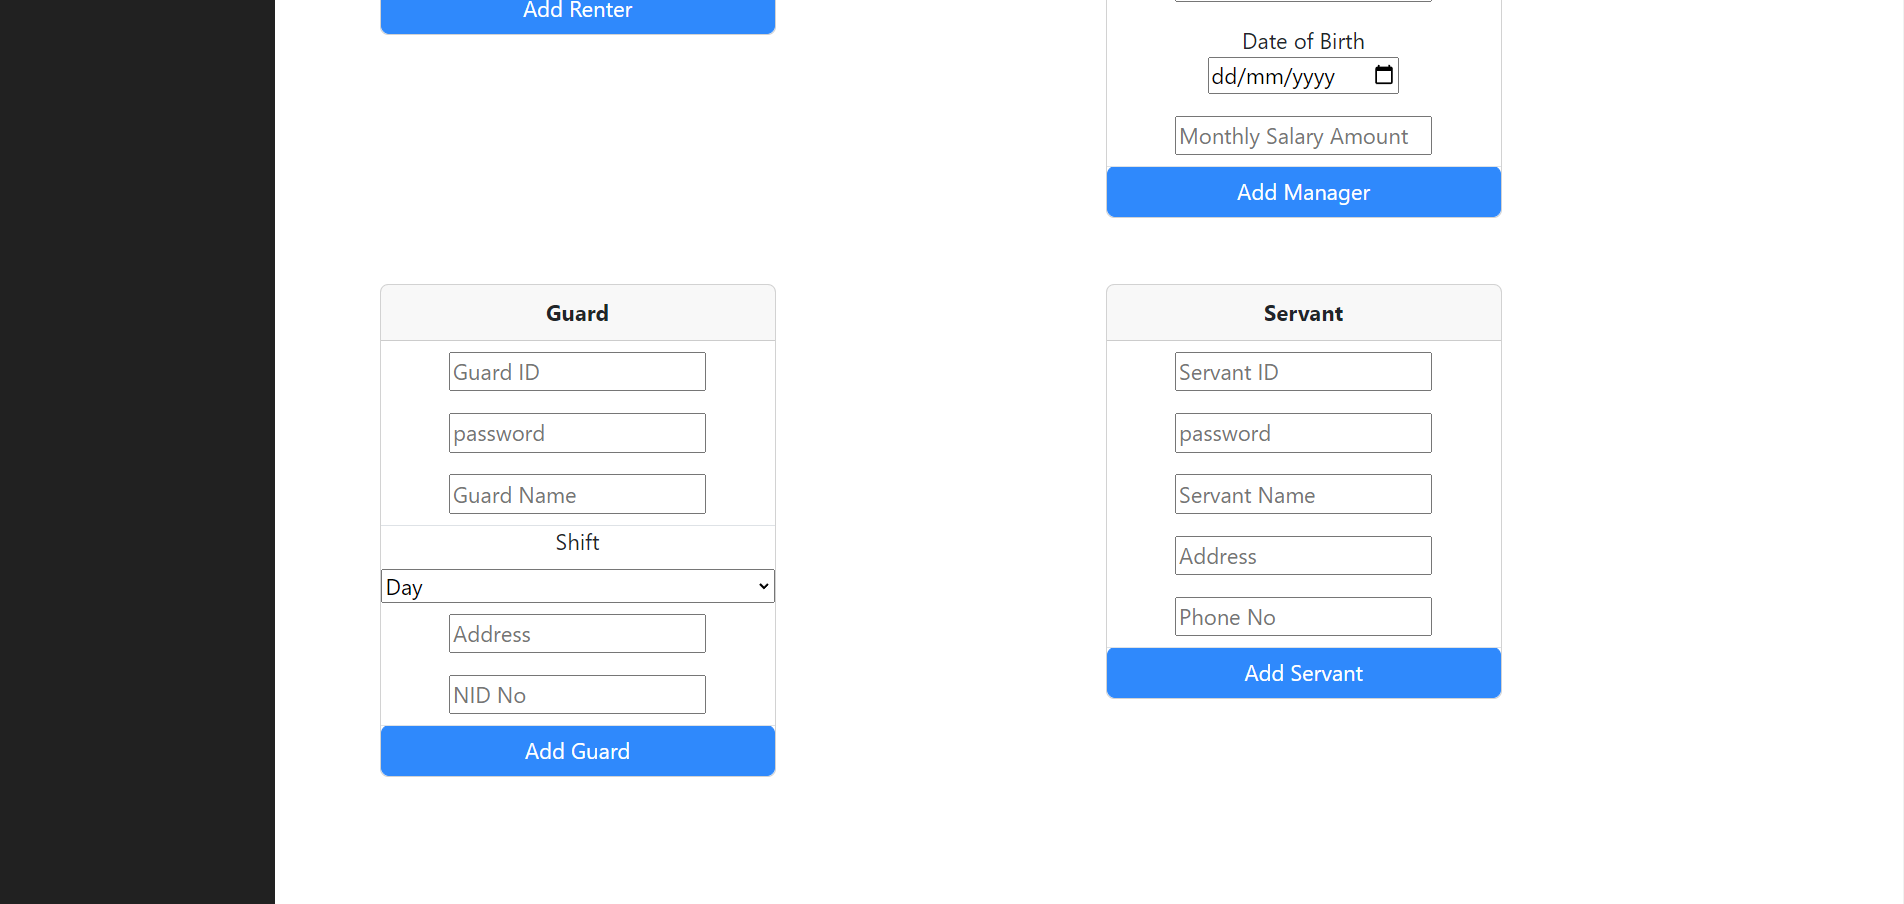 Add Renter
Date of Birth
dd/mm/yyyy
Monthly Salary Amount
Add Manager
Guard
Guard ID
password
Guard Name
Shift
Day
Address
NID No
Add Guard
Servant
Servant ID
password
Servant Name
Address
Phone No
Add Servant